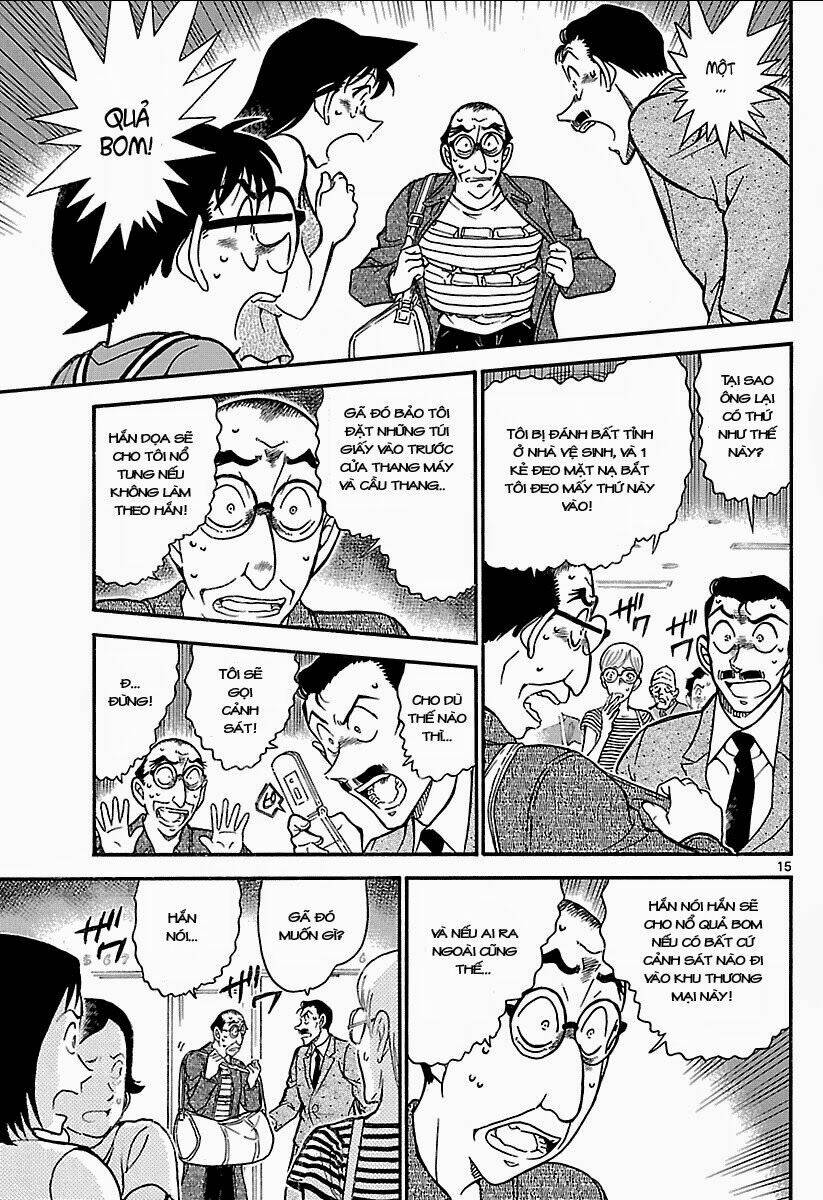 MỘT
...
QUẢ
BOM!
TẠI SAO
ÔNG LẠI
CÓ THỨ
NHƯ THẾ
NÀY?
TÔI BỊ ĐÁNH BẤT TỈNH
Ở NHÀ VỆ SINH, VÀ 1
KẺ ĐEO MẶT NẠ BẮT
TÔI ĐEO MẤY THỨ NÀY
VÀO!
GÃ ĐÓ BẢO TÔI
ĐẶT NHỮNG TÚI
GIẤY VÀO TRƯỚC
CỬA THANG MÁY
VÀ CẦU THANG..
HẮN DỌA SẼ
CHO TÔI NỔ
TUNG NẾU
KHÔNG LÀM
THEO HẮN!
CHO DÙ
THẾ NÀO
THÌ...
TÔI SẼ
GỌI
CẢNH
SÁT!
Đ...
ĐỪNG!
15
HẮN NÓI HẮN SẼ
CHO NỔ QUẢ BOM
NẾU CÓ BẤT CỨ
CẢNH SÁT NÀO ĐI
VÀO KHU THƯƠNG
MẠI NÀY!
VÀ NẾU AI RA
NGOÀI CŨNG
THẾ...
GÃ ĐÓ
MUỐN GÌ?
HẮN
NÓI...